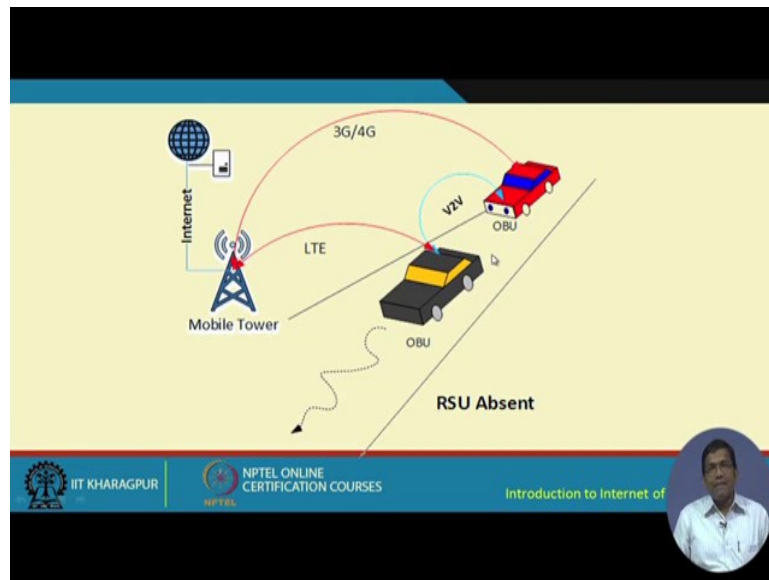 3G/4G
Internet
V2V
OBU
LTE
Mobile Tower
OBU
RSU Absent
IIT KHARAGPUR
NPTEL
NPTEL ONLINE
CERTIFICATION COURSES
Introduction to Internet of